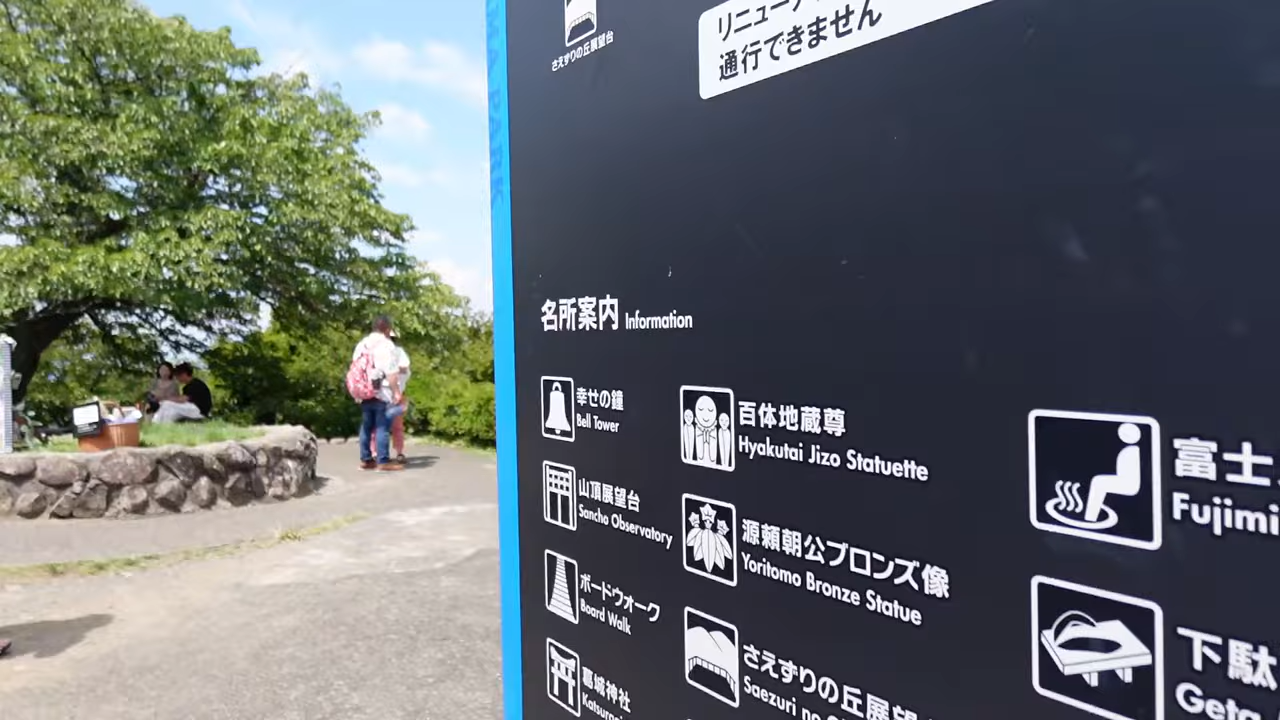 さえずりの丘展望台
通行できません
PARK
名所案内 Information
幸せの鐘
Bell Tower
山頂展望台
Sancho Observatory
ボードウォーク
Board Walk
葛城神社
百体地蔵尊
Hyakutai Jizo Statuette
源頼朝公ブロンズ像
Yoritomo Bronze Statue
さえずりの丘展望
Saezuri no
富士
Fujimi
下駄
Geta